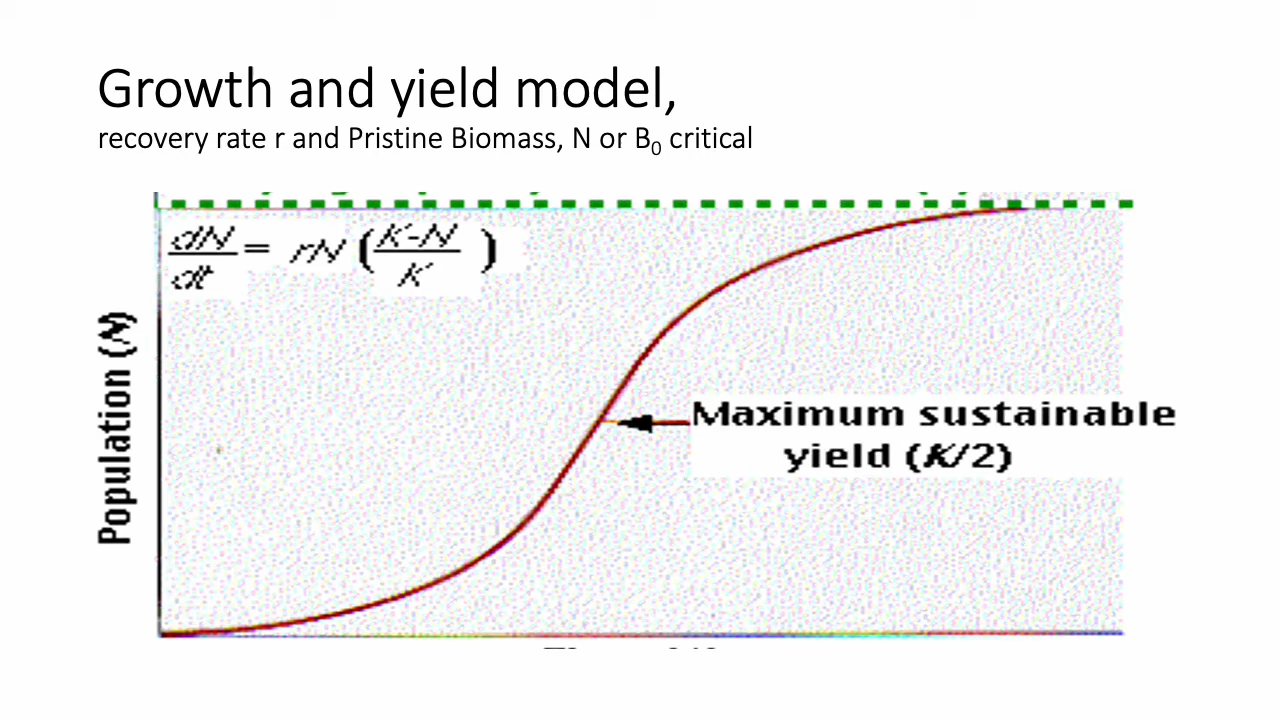 Growth and yield model,
recovery rate r and Pristine Biomass, N or B₀ critical
dN/dt = rN (K-N/K)
Population (N)
Maximum sustainable
yield (K/2)